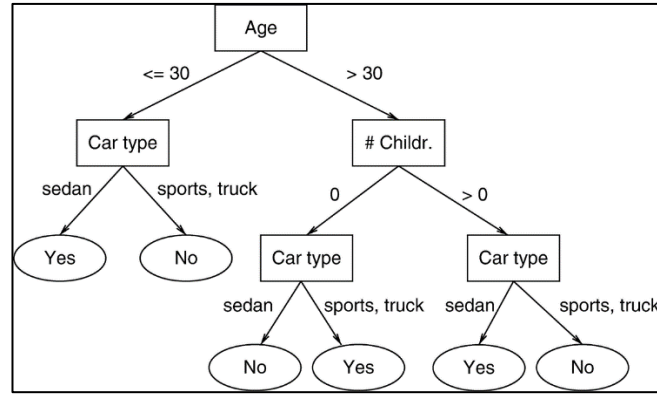 Age
<= 30
> 30
Car type
# Childr.
sedan
sports, truck
0
> 0
Yes
No
Car type
Car type
sedan
sports, truck
sedan
sports, truck
No
Yes
Yes
No